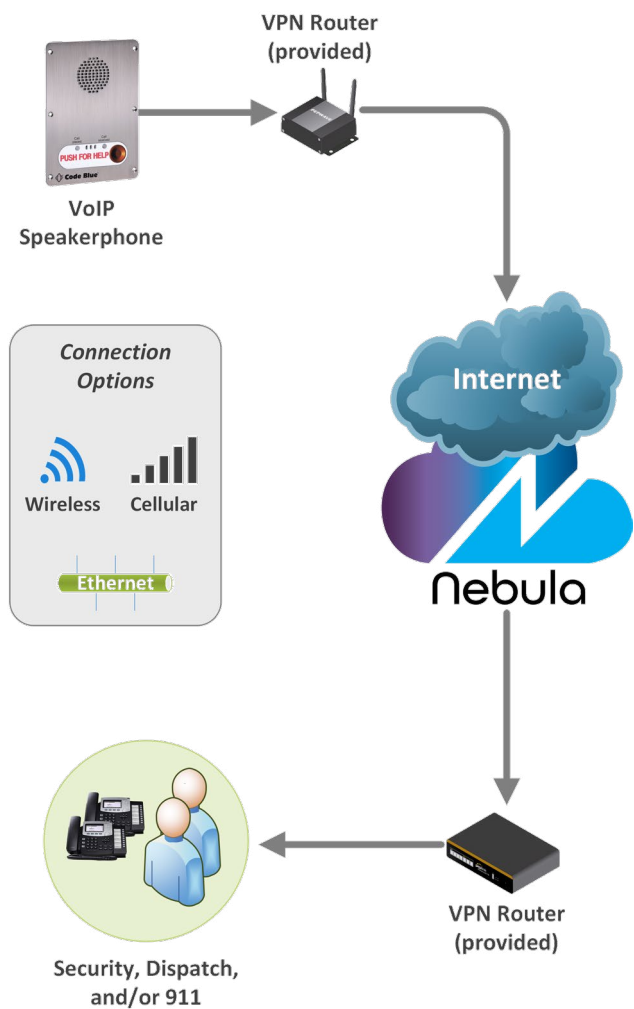 VPN Router
(provided)
PUSH FOR HELP
Code Blue
VoIP
Speakerphone
Internet
Nebula
Connection
Options
Wireless
Cellular
Ethernet
VPN Router
(provided)
Security, Dispatch,
and/or 911